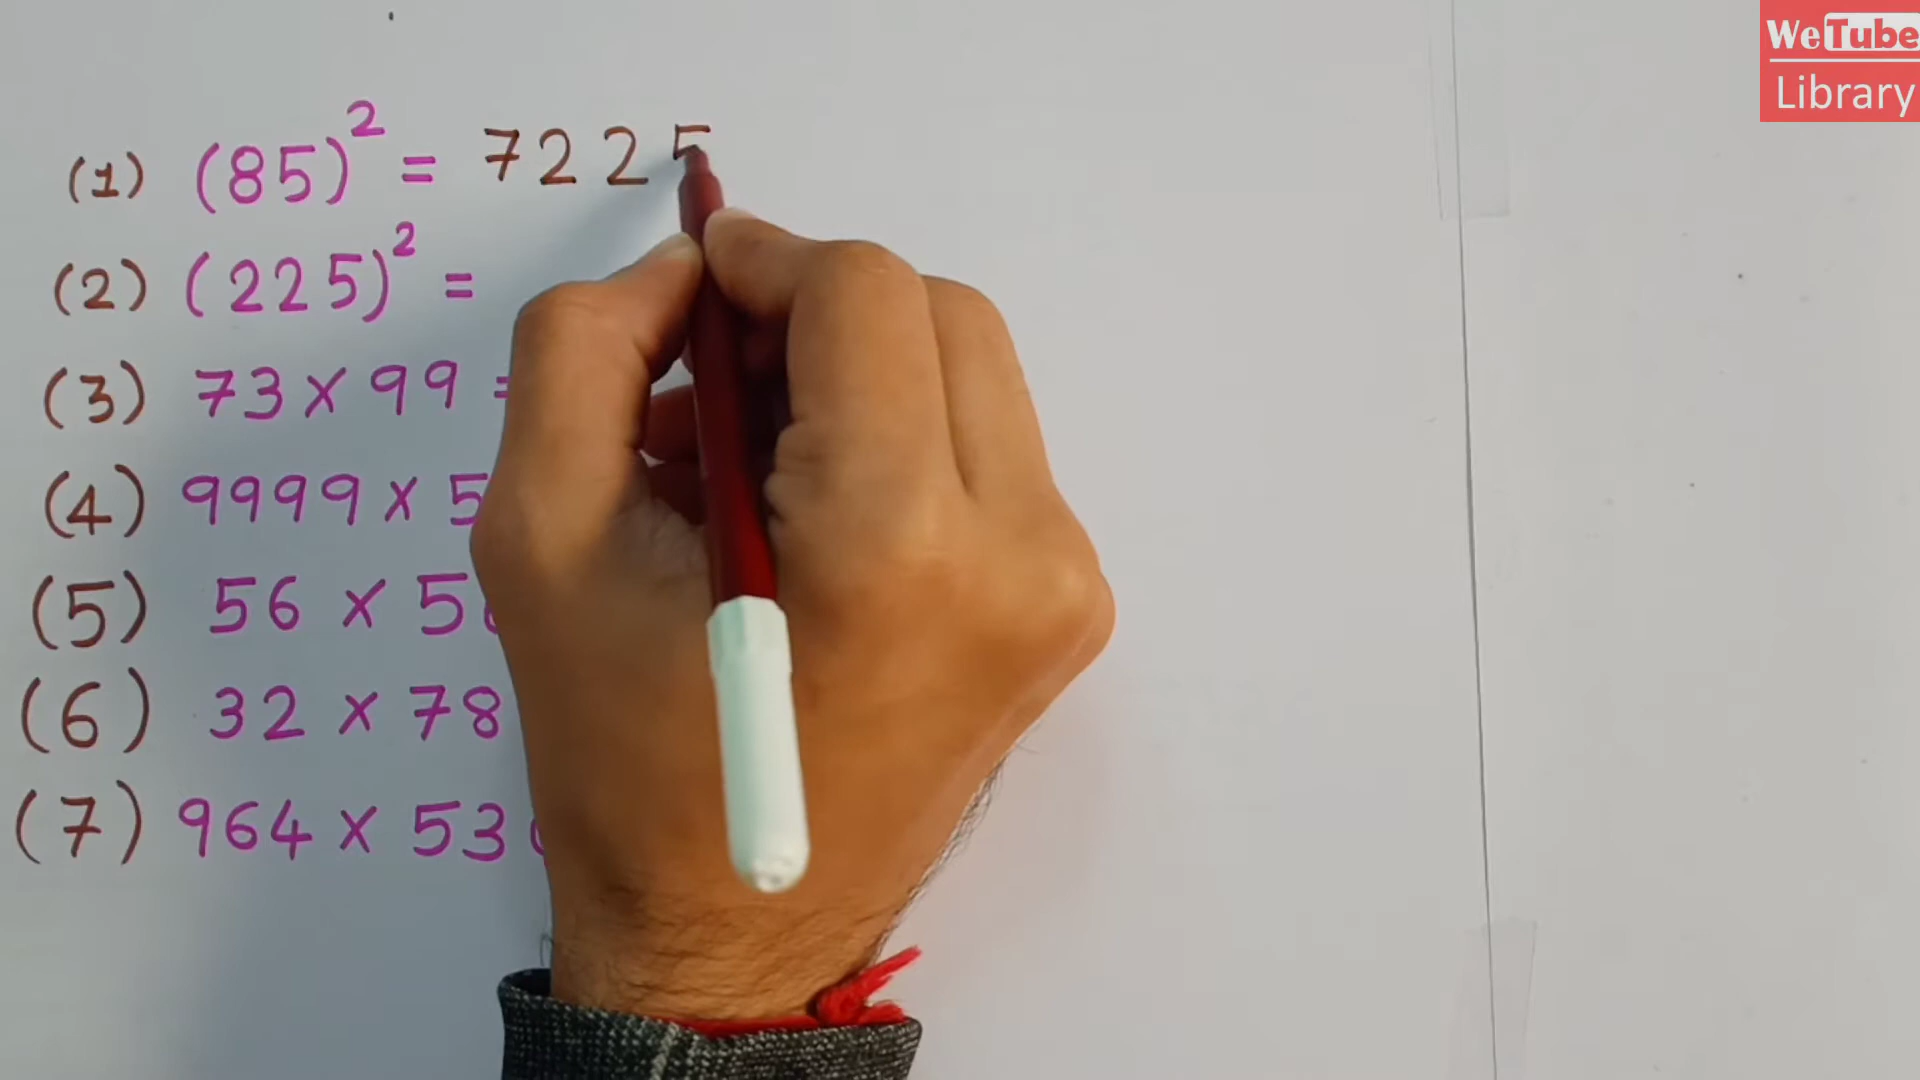 WeTube
Library
(1) (85)² = 7225
(2) (225)² =
(3) 73 × 99 =
(4) 9999 × 5
(5) 56 × 5
(6) 32 × 78
(7) 964 × 53